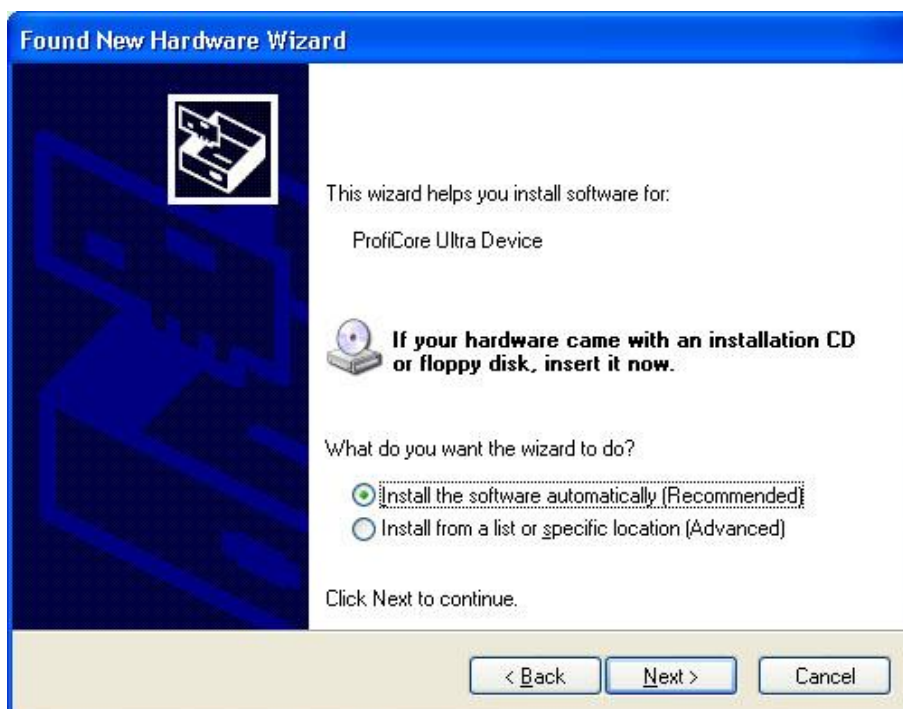 Found New Hardware Wizard
This wizard helps you install software for:
ProfiCore Ultra Device
If your hardware came with an installation CD
or floppy disk, insert it now.
What do you want the wizard to do?
Install the software automatically (Recommended)
Install from a list or specific location (Advanced)
Click Next to continue.
< Back
Next >
Cancel